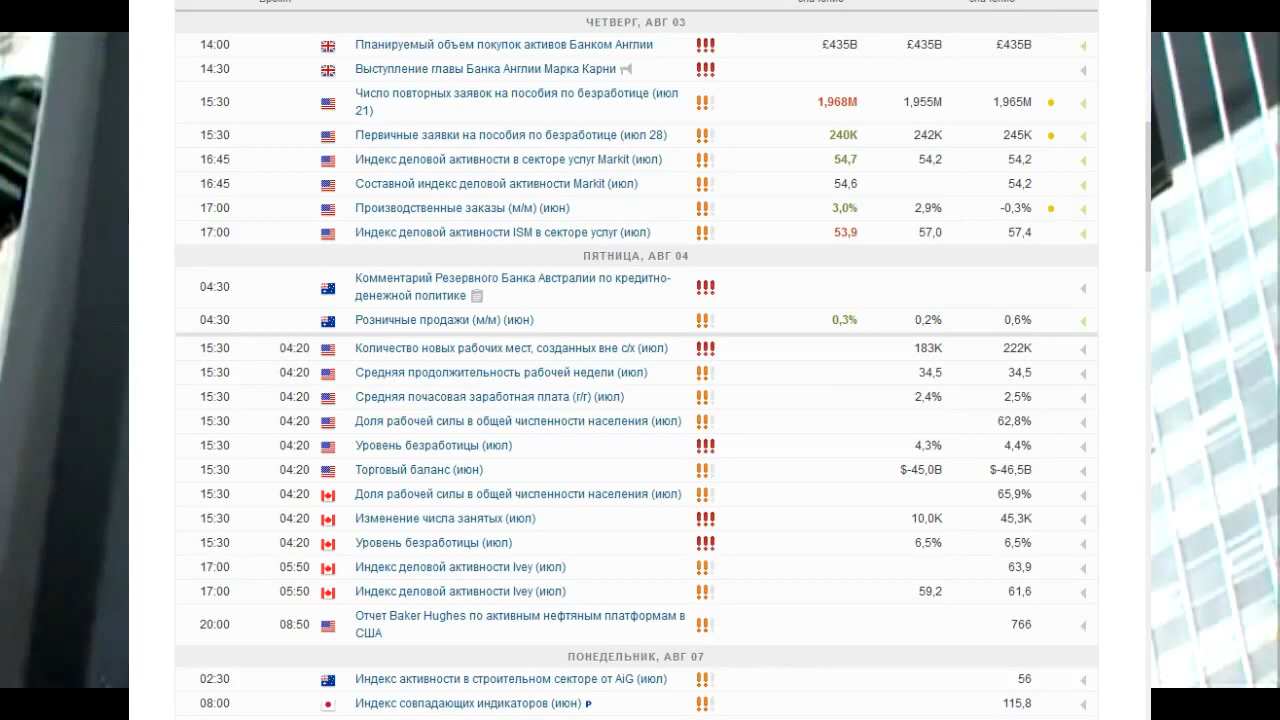 ЧЕТВЕРГ, АВГ 03
14:00 Планируемый объем покупок активов Банком Англии £435B £435B £435B
14:30 Выступление главы Банка Англии Марка Карни
15:30 Число повторных заявок на пособия по безработице (июл 21) 1,968M 1,955M 1,965M
15:30 Первичные заявки на пособия по безработице (июл 28) 240K 242K 245K
16:45 Индекс деловой активности в секторе услуг Markit (июл) 54,7 54,2 54,2
16:45 Составной индекс деловой активности Markit (июл) 54,6 54,2
17:00 Производственные заказы (м/м) (июн) 3,0% 2,9% -0,3%
17:00 Индекс деловой активности ISM в секторе услуг (июл) 53,9 57,0 57,4
ПЯТНИЦА, АВГ 04
04:30 Комментарий Резервного Банка Австралии по кредитно-
денежной политике
04:30 Розничные продажи (м/м) (июн) 0,3% 0,2% 0,6%
15:30 04:20 Количество новых рабочих мест, созданных вне с/х (июл) 183K 222K
15:30 04:20 Средняя продолжительность рабочей недели (июл) 34,5 34,5
15:30 04:20 Средняя почасовая заработная плата (г/г) (июл) 2,4% 2,5%
15:30 04:20 Доля рабочей силы в общей численности населения (июл) 62,8%
15:30 04:20 Уровень безработицы (июл) 4,3% 4,4%
15:30 04:20 Торговый баланс (июн) $-45,0B $-46,5B
15:30 04:20 Доля рабочей силы в общей численности населения (июл) 65,9%
15:30 04:20 Изменение числа занятых (июл) 10,0K 45,3K
15:30 04:20 Уровень безработицы (июл) 6,5% 6,5%
17:00 05:50 Индекс деловой активности Ivey (июл) 63,9
17:00 05:50 Индекс деловой активности Ivey (июл) 59,2 61,6
20:00 08:50 Отчет Baker Hughes по активным нефтяным платформам в
США 766
ПОНЕДЕЛЬНИК, АВГ 07
02:30 Индекс активности в строительном секторе от AiG (июл) 56
08:00 Индекс совпадающих индикаторов (июн) P 115,8